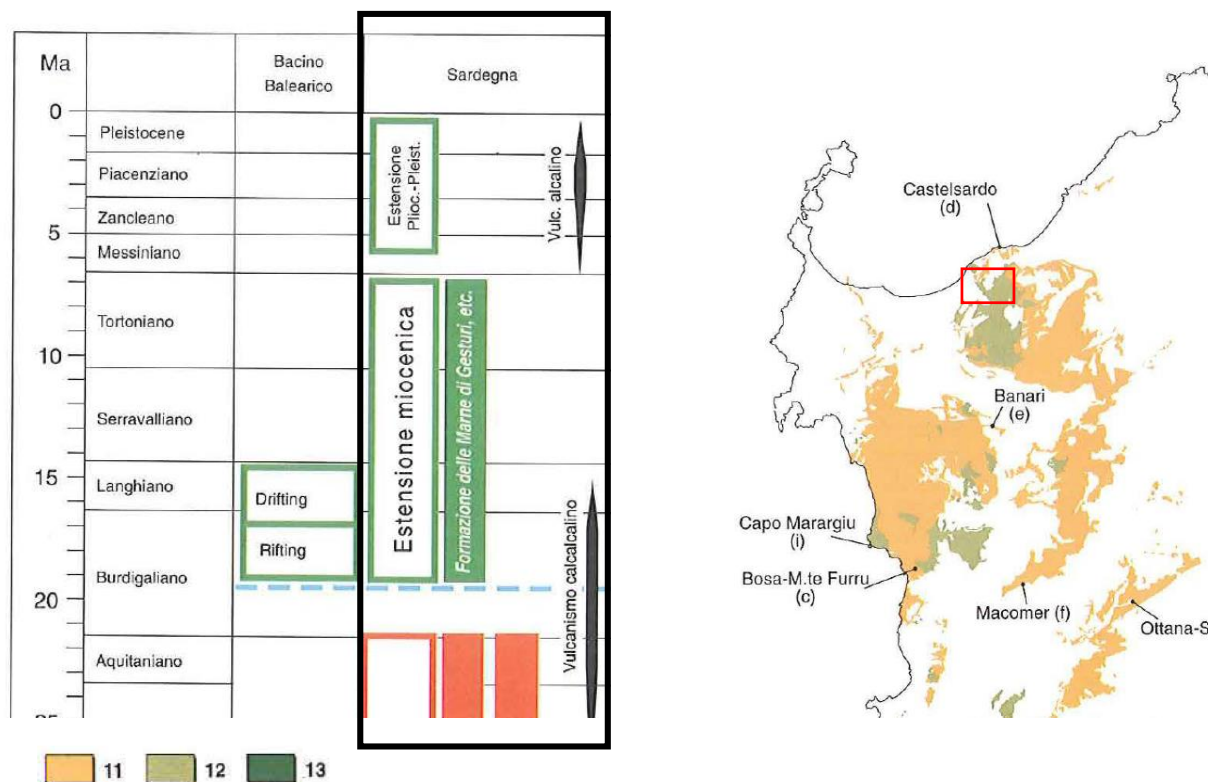 Ma
Bacino
Balearico
Sardegna
0
Pleistocene
Piacenziano
Zancleano
5
Messiniano
Tortoniano
10
Serravalliano
15
Langhiano
Burdigaliano
20
Aquitaniano
Drifting
Rifting
Estensione
Plioc.-Pleist.
Vulc. alcalino
Estensione miocenica
Formazione delle Marne di Gesturi, etc.
Vulcanismo calcalcalino
11
12
13
Castelsardo
(d)
Banari
(e)
Capo Marargiu
(i)
Bosa-M.te Furru
(c)
Macomer (f)
Ottana-S